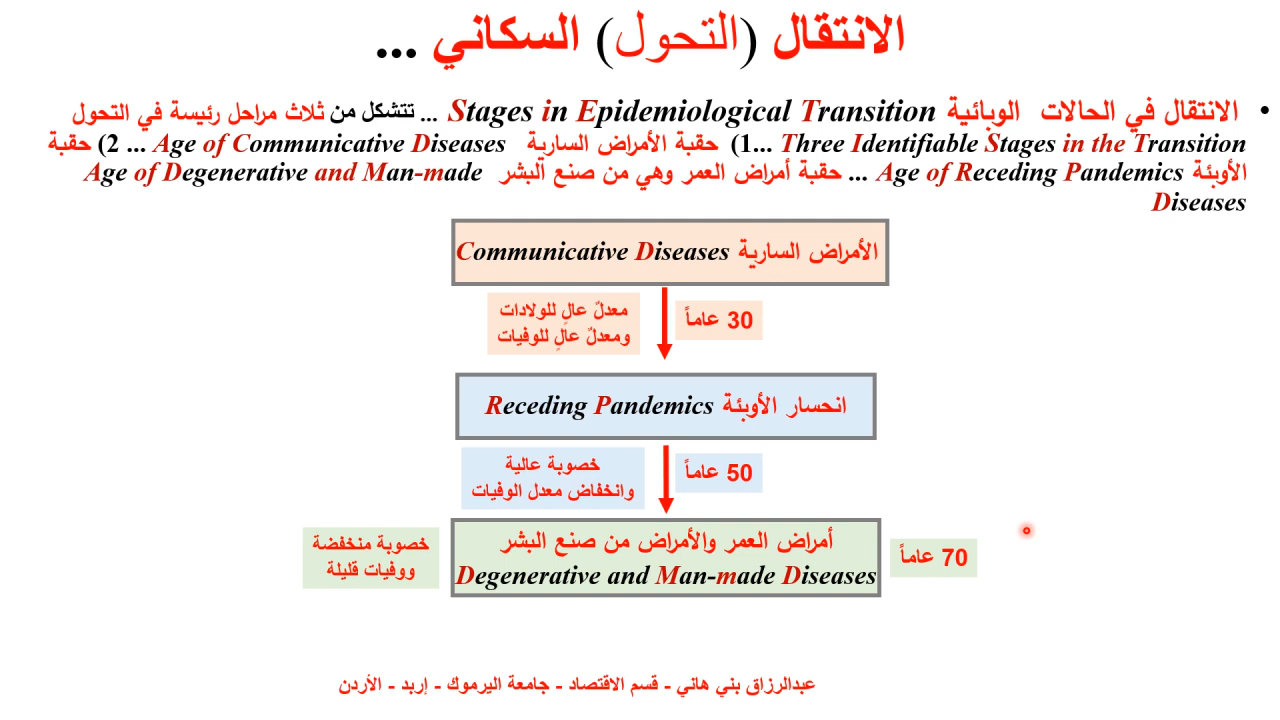 الانتقال (التحول) السكاني ...
• الانتقال في الحالات الوبائية Stages in Epidemiological Transition ... تتشكل من ثلاث مراحل رئيسة في التحول
Three Identifiable Stages in the Transition ...1) حقبة الأمراض السارية Age of Communicative Diseases ... 2) حقبة
الأوبئة Age of Receding Pandemics ... حقبة أمراض العمر وهي من صنع البشر Age of Degenerative and Man-made
Diseases
الأمراض السارية Communicative Diseases
30 عاماً
معدلٌ عالٍ للولادات
ومعدلٌ عالٍ للوفيات
انحسار الأوبئة Receding Pandemics
50 عاماً
خصوبة عالية
وانخفاض معدل الوفيات
70 عاماً
أمراض العمر والأمراض من صنع البشر
Degenerative and Man-made Diseases
خصوبة منخفضة
ووفيات قليلة
عبدالرزاق بني هاني - قسم الاقتصاد - جامعة اليرموك - إربد - الأردن